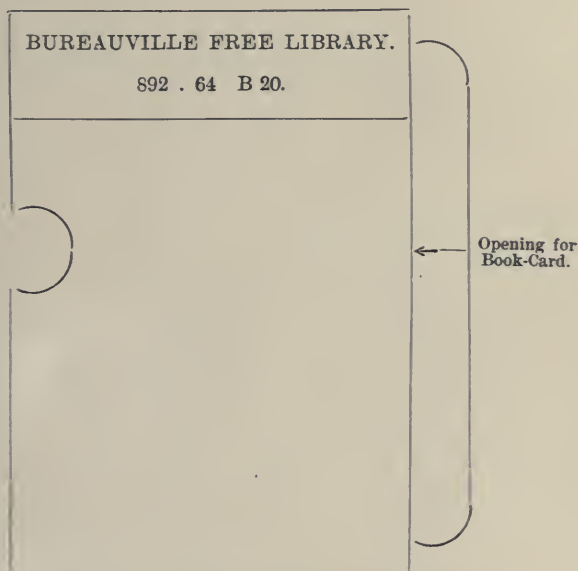 BUREAUVILLE FREE LIBRARY.
892 . 64 B 20.
Opening for
Book-Card.